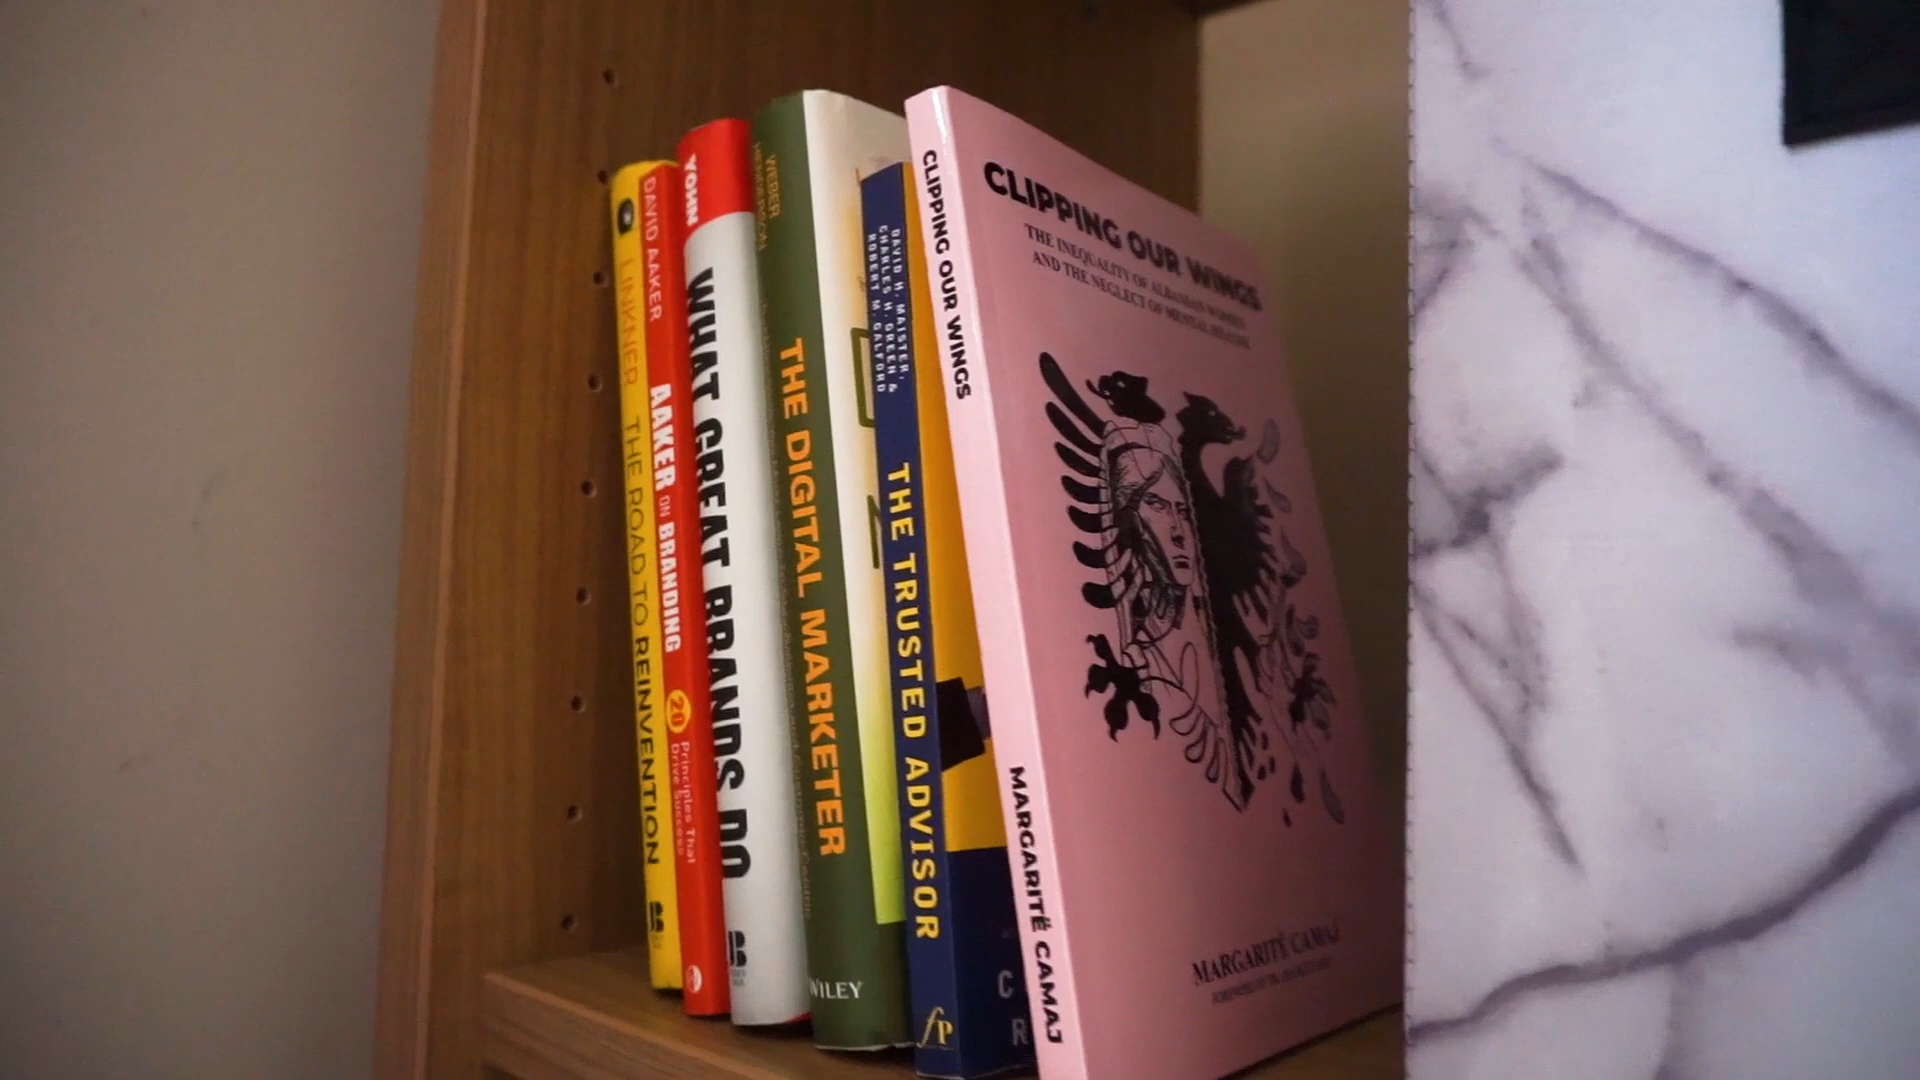 LINKNER THE ROAD TO REINVENTION
DAVID AAKER AAKER ON BRANDING 20 Principles That
Drive Success
YOHN WHAT GREAT BRANDS DO
WEBER
HENDERSON
THE DIGITAL MARKETER
WILEY
DAVID H. MAISTER,
CHARLES H. GREEN &
ROBERT M. GALFORD
THE TRUSTED ADVISOR
fP
C
R
CLIPPING OUR WINGS MARGARITË CAMAJ
CLIPPING OUR WINGS
THE INEQUALITY OF ALBANIAN WOMEN
AND THE NEGLECT OF MENTAL HEALTH
MARGARITË CAMAJ